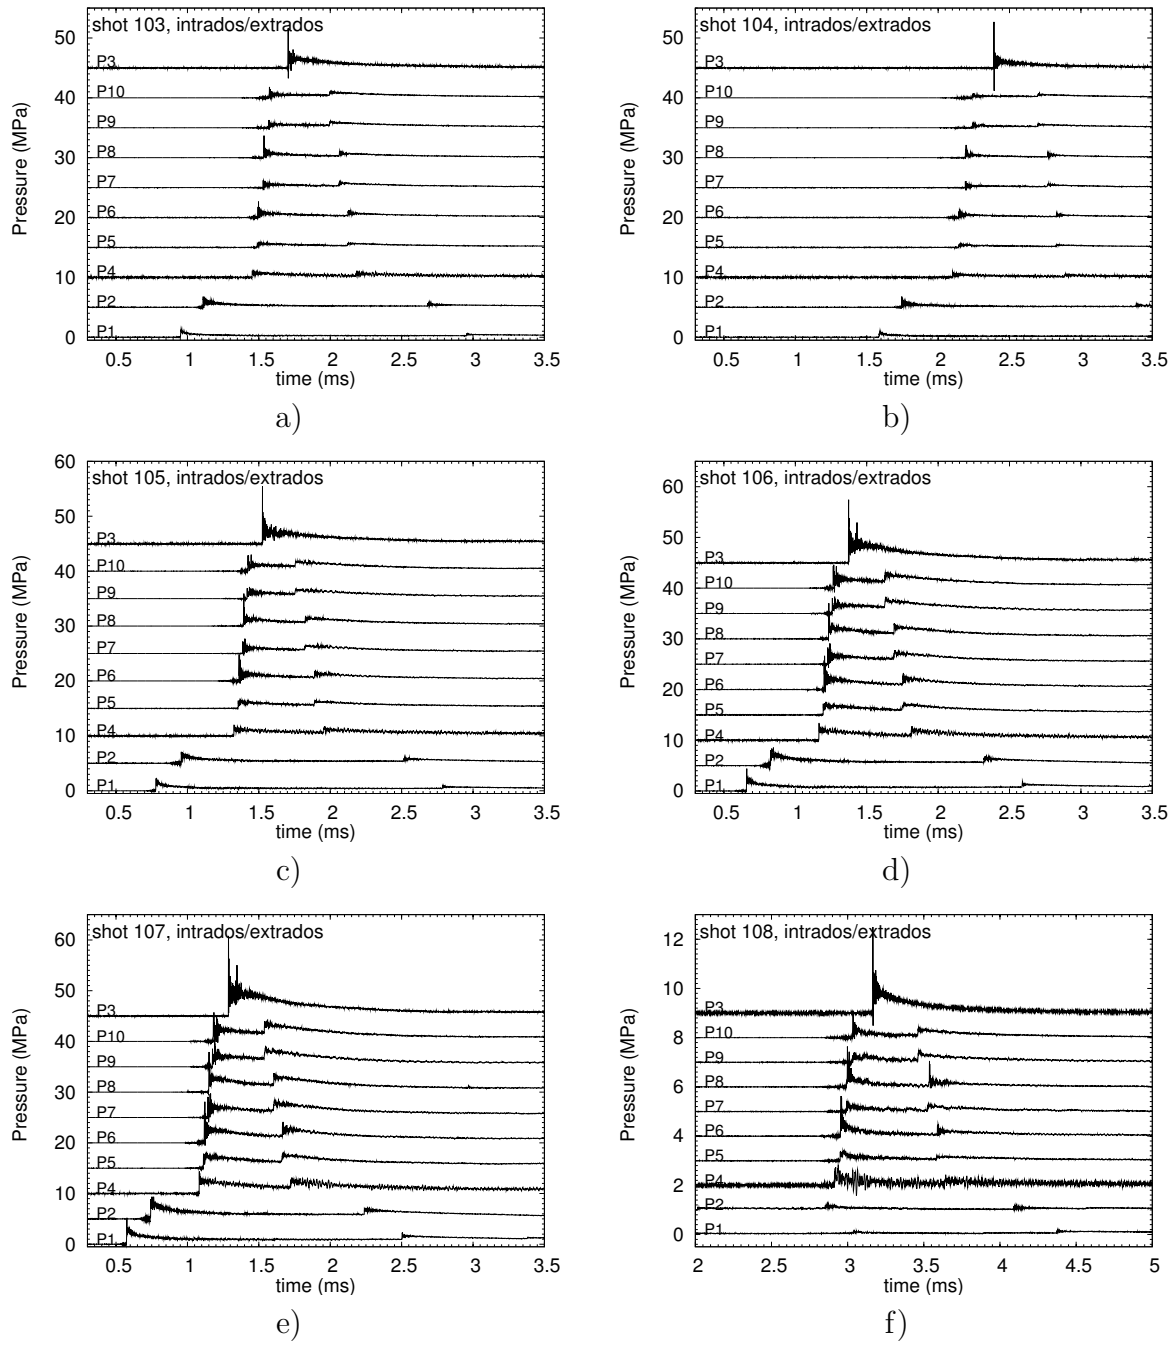 shot 103, intrados/extrados
Pressure (MPa)
50
40
30
20
10
0
P3
P10
P9
P8
P7
P6
P5
P4
P2
P1
0.5 1 1.5 2 2.5 3 3.5
time (ms)
a)
shot 104, intrados/extrados
Pressure (MPa)
50
40
30
20
10
0
P3
P10
P9
P8
P7
P6
P5
P4
P2
P1
0.5 1 1.5 2 2.5 3 3.5
time (ms)
b)
shot 105, intrados/extrados
Pressure (MPa)
60
50
40
30
20
10
0
P3
P10
P9
P8
P7
P6
P5
P4
P2
P1
0.5 1 1.5 2 2.5 3 3.5
time (ms)
c)
shot 106, intrados/extrados
Pressure (MPa)
60
50
40
30
20
10
0
P3
P10
P9
P8
P7
P6
P5
P4
P2
P1
0.5 1 1.5 2 2.5 3 3.5
time (ms)
d)
shot 107, intrados/extrados
Pressure (MPa)
60
50
40
30
20
10
0
P3
P10
P9
P8
P7
P6
P5
P4
P2
P1
0.5 1 1.5 2 2.5 3 3.5
time (ms)
e)
shot 108, intrados/extrados
Pressure (MPa)
12
10
8
6
4
2
0
P3
P10
P9
P8
P7
P6
P5
P4
P2
P1
2 2.5 3 3.5 4 4.5 5
time (ms)
f)